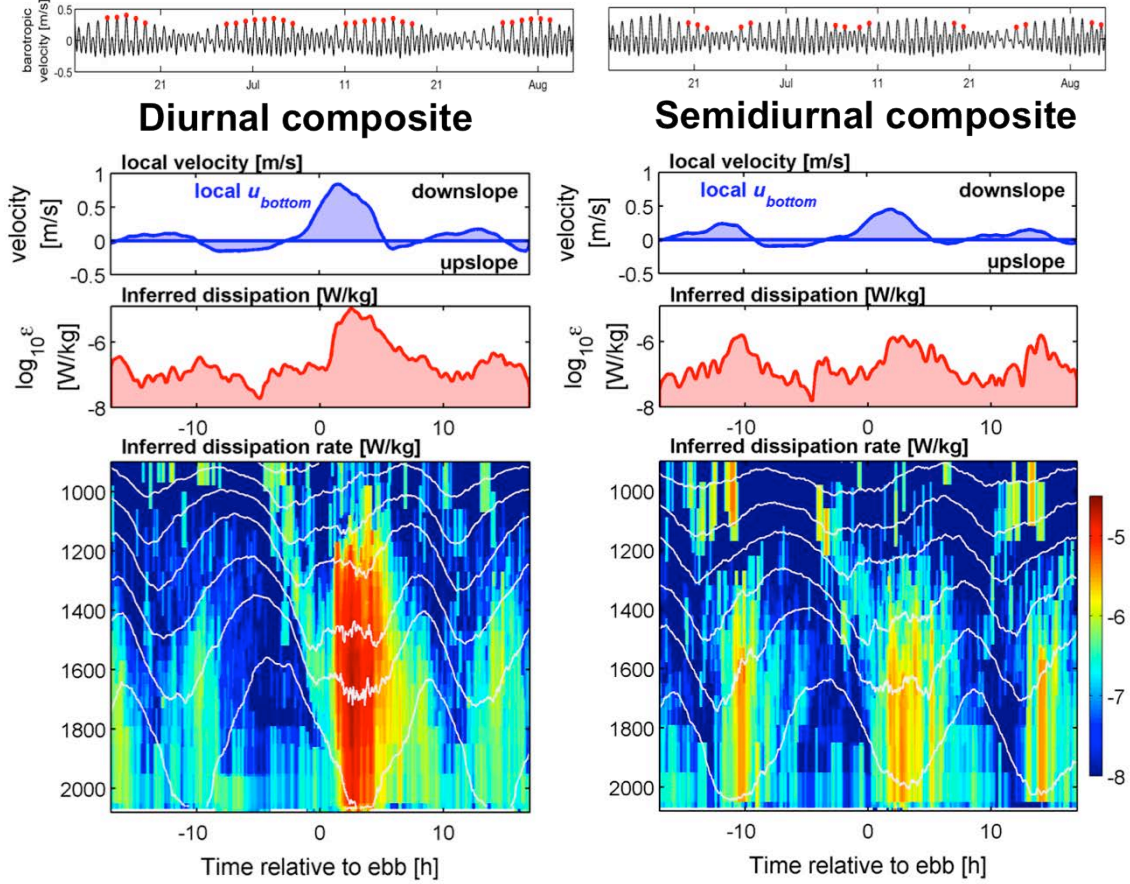 0.5
0
-0.5
barotropic
velocity [m/s]
21
Jul
11
21
Aug
21
Jul
11
21
Aug
Diurnal composite
Semidiurnal composite
local velocity [m/s]
1
0.5
0
-0.5
velocity
[m/s]
local u_bottom
downslope
upslope
local velocity [m/s]
1
0.5
0
-0.5
velocity
[m/s]
local u_bottom
downslope
upslope
Inferred dissipation [W/kg]
-6
-8
log10 ε
[W/kg]
-10
0
10
Inferred dissipation [W/kg]
-6
-8
log10 ε
[W/kg]
-10
0
10
Inferred dissipation rate [W/kg]
1000
1200
1400
1600
1800
2000
-10
0
10
Time relative to ebb [h]
Inferred dissipation rate [W/kg]
1000
1200
1400
1600
1800
2000
-10
0
10
Time relative to ebb [h]
-5
-6
-7
-8